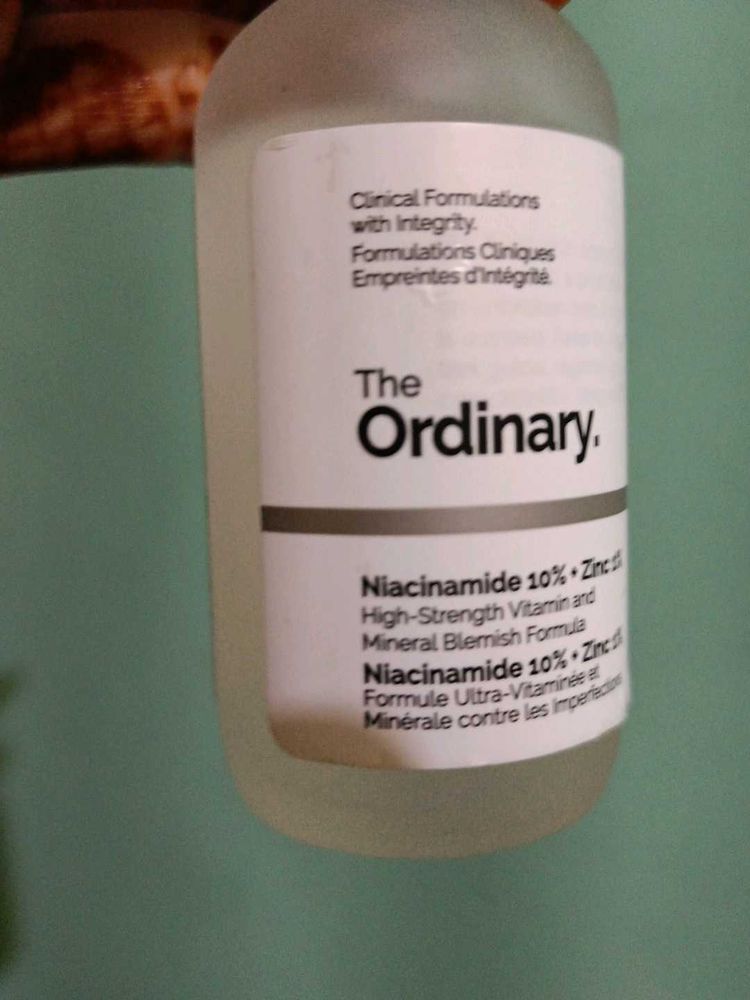 Clinical Formulations
with Integrity.
Formulations Cliniques
Empreintes d'Intégrité.
The
Ordinary.
Niacinamide 10% + Zinc 1%
High-Strength Vitamin and
Mineral Blemish Formula
Niacinamide 10% + Zinc 1%
Formule Ultra-Vitaminée et
Minérale contre les Imperfections